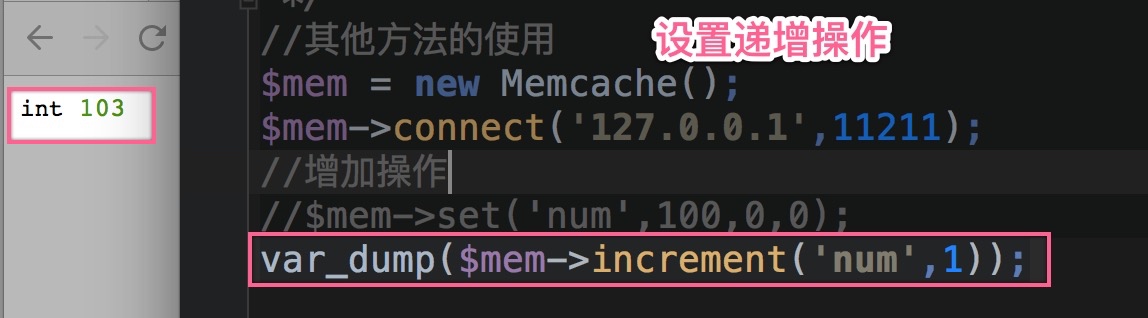 */
//其他方法的使用
设置递增操作
$mem = new Memcache();
$mem->connect('127.0.0.1',11211);
int 103
//增加操作
//$mem->set('num',100,0,0);
var_dump($mem->increment('num',1));